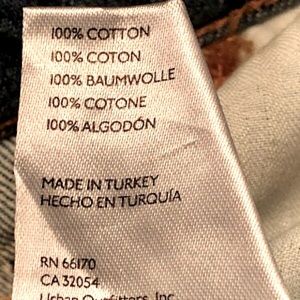 100% COTTON
100% COTON
100% BAUMWOLLE
100% COTONE
100% ALGODÓN
MADE IN TURKEY
HECHO EN TURQUÍA
RN 66170
CA 32054
Urban Outfitters, Inc.